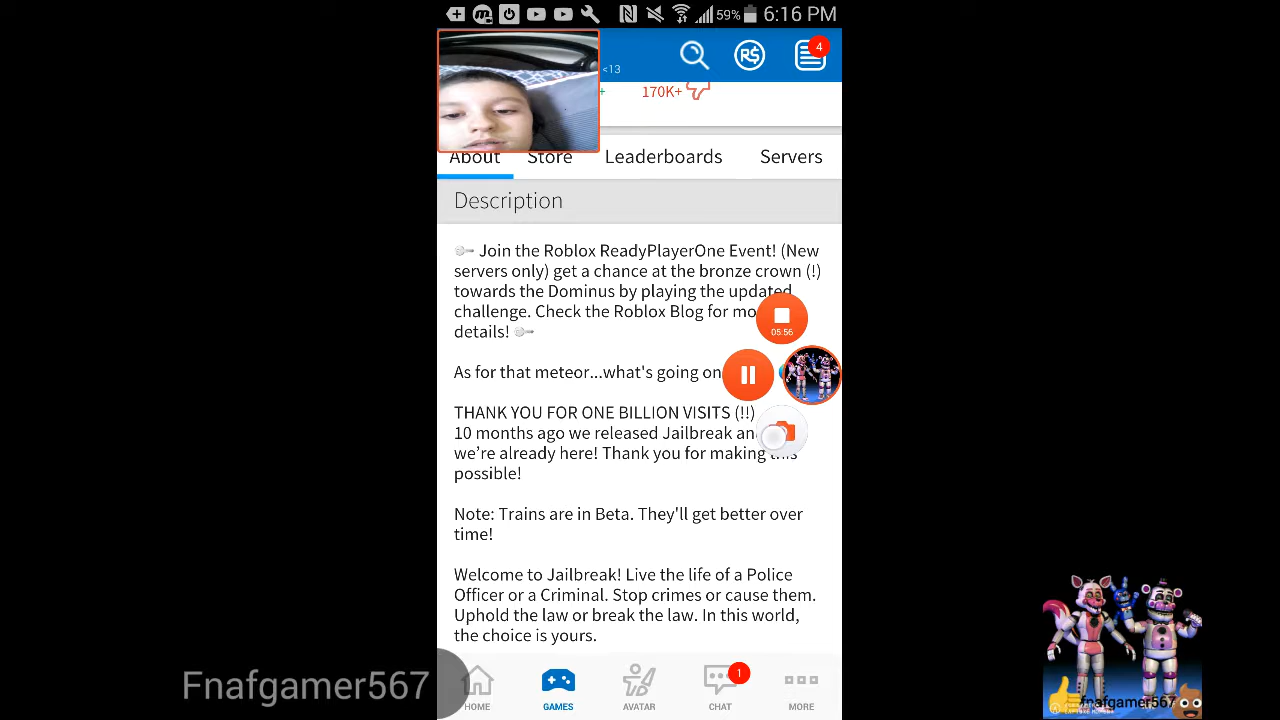 59% 6:16 PM
<13
R$
4
+ 170K+
About Store Leaderboards Servers
Description
Join the Roblox ReadyPlayerOne Event! (New
servers only) get a chance at the bronze crown (!)
towards the Dominus by playing the updated
challenge. Check the Roblox Blog for mo
details!
05:56
As for that meteor...what's going on
THANK YOU FOR ONE BILLION VISITS (!!)
10 months ago we released Jailbreak an
we're already here! Thank you for making this
possible!
Note: Trains are in Beta. They'll get better over
time!
Welcome to Jailbreak! Live the life of a Police
Officer or a Criminal. Stop crimes or cause them.
Uphold the law or break the law. In this world,
the choice is yours.
1
HOME GAMES AVATAR CHAT MORE
Fnafgamer567
fnafgamer567